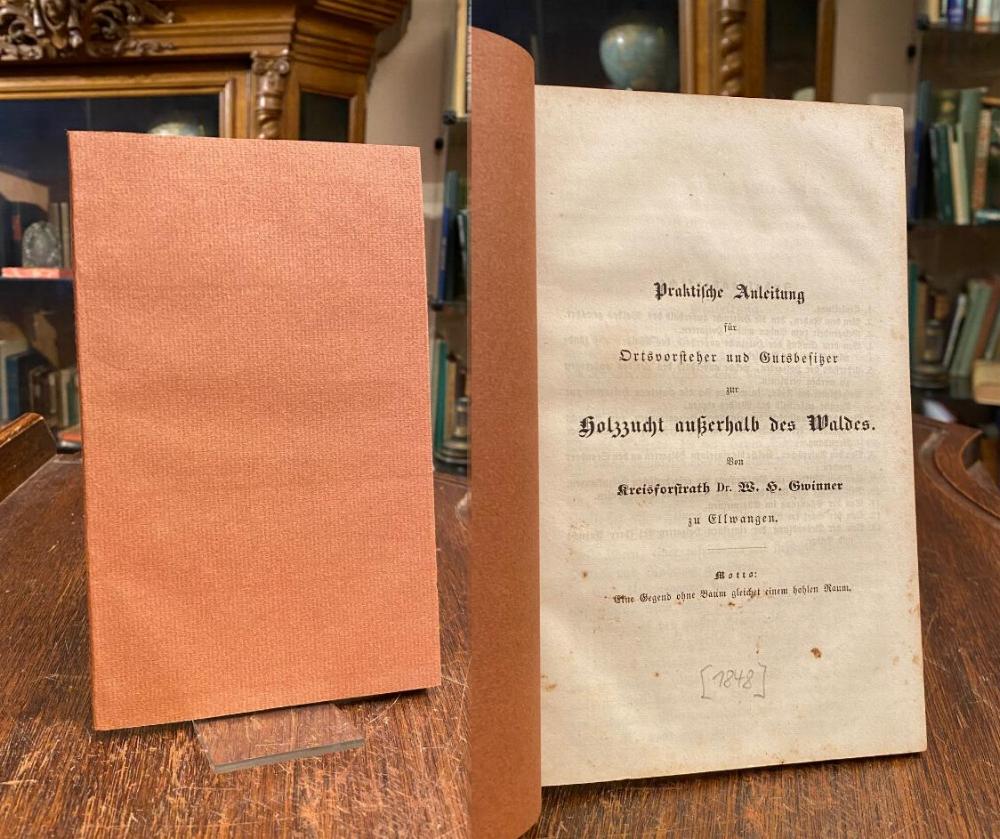 Praktische Anleitung
für
Ortsvorsteher und Gutsbesitzer
zur
Holzzucht außerhalb des Waldes.
Von
Kreisforstrath Dr. W. H. Gwinner
zu Ellwangen.
Motto:
Eine Gegend ohne Baum gleichet einem hohlen Raum.
[1848]